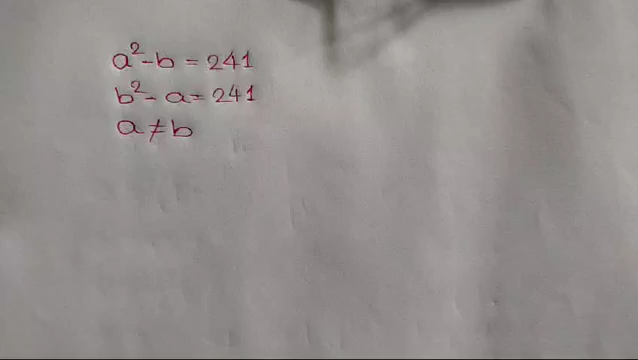 a² - b = 241
b² - a = 241
a ≠ b